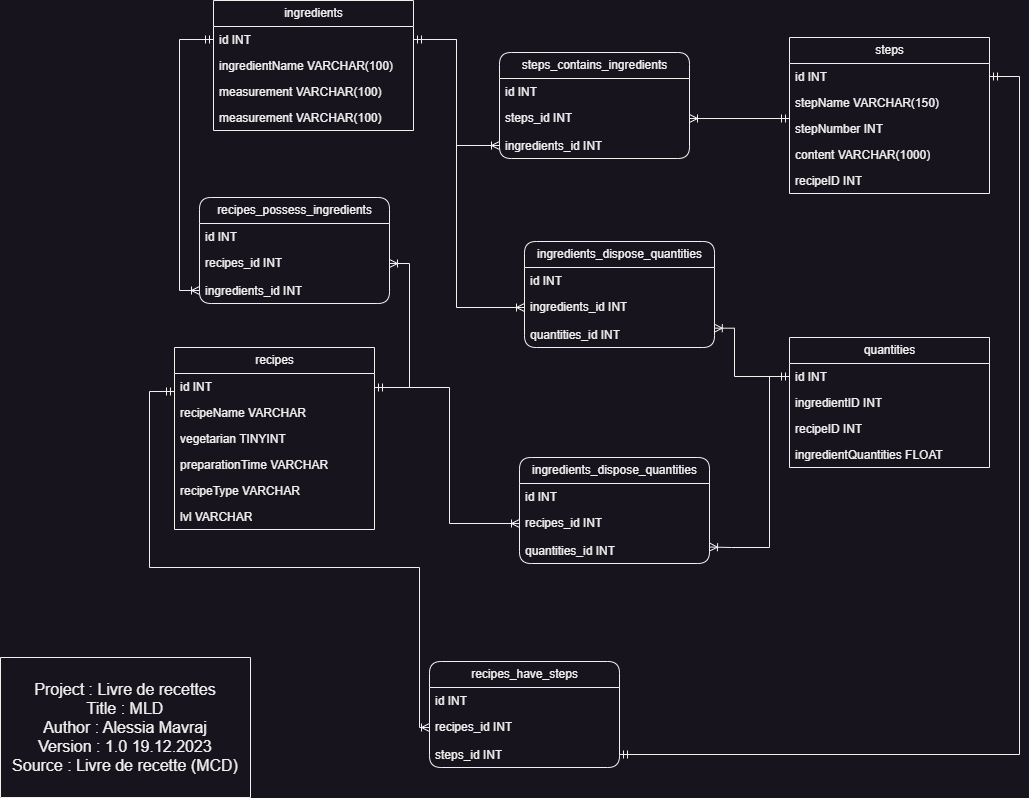 ingredients
id INT
ingredientName VARCHAR(100)
measurement VARCHAR(100)
measurement VARCHAR(100)
steps_contains_ingredients
id INT
steps_id INT
ingredients_id INT
steps
id INT
stepName VARCHAR(150)
stepNumber INT
content VARCHAR(1000)
recipeID INT
recipes_possess_ingredients
id INT
recipes_id INT
ingredients_id INT
ingredients_dispose_quantities
id INT
ingredients_id INT
quantities_id INT
recipes
id INT
recipeName VARCHAR
vegetarian TINYINT
preparationTime VARCHAR
recipeType VARCHAR
lvl VARCHAR
quantities
id INT
ingredientID INT
recipeID INT
ingredientQuantities FLOAT
ingredients_dispose_quantities
id INT
recipes_id INT
quantities_id INT
recipes_have_steps
id INT
recipes_id INT
steps_id INT
Project : Livre de recettes
Title : MLD
Author : Alessia Mavraj
Version : 1.0 19.12.2023
Source : Livre de recette (MCD)